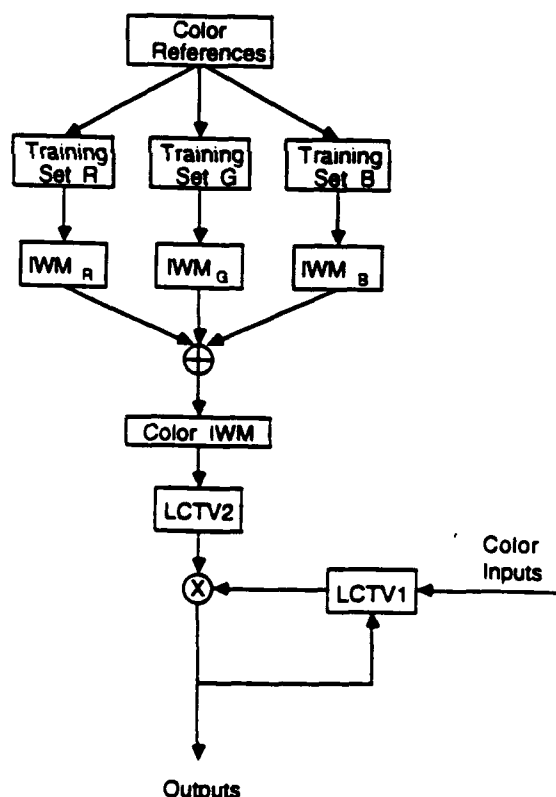 Color
References
Training
Set R
Training
Set G
Training
Set B
IWM R
IWM G
IWM B
Color IWM
LCTV2
Color
Inputs
X
LCTV1
Outputs